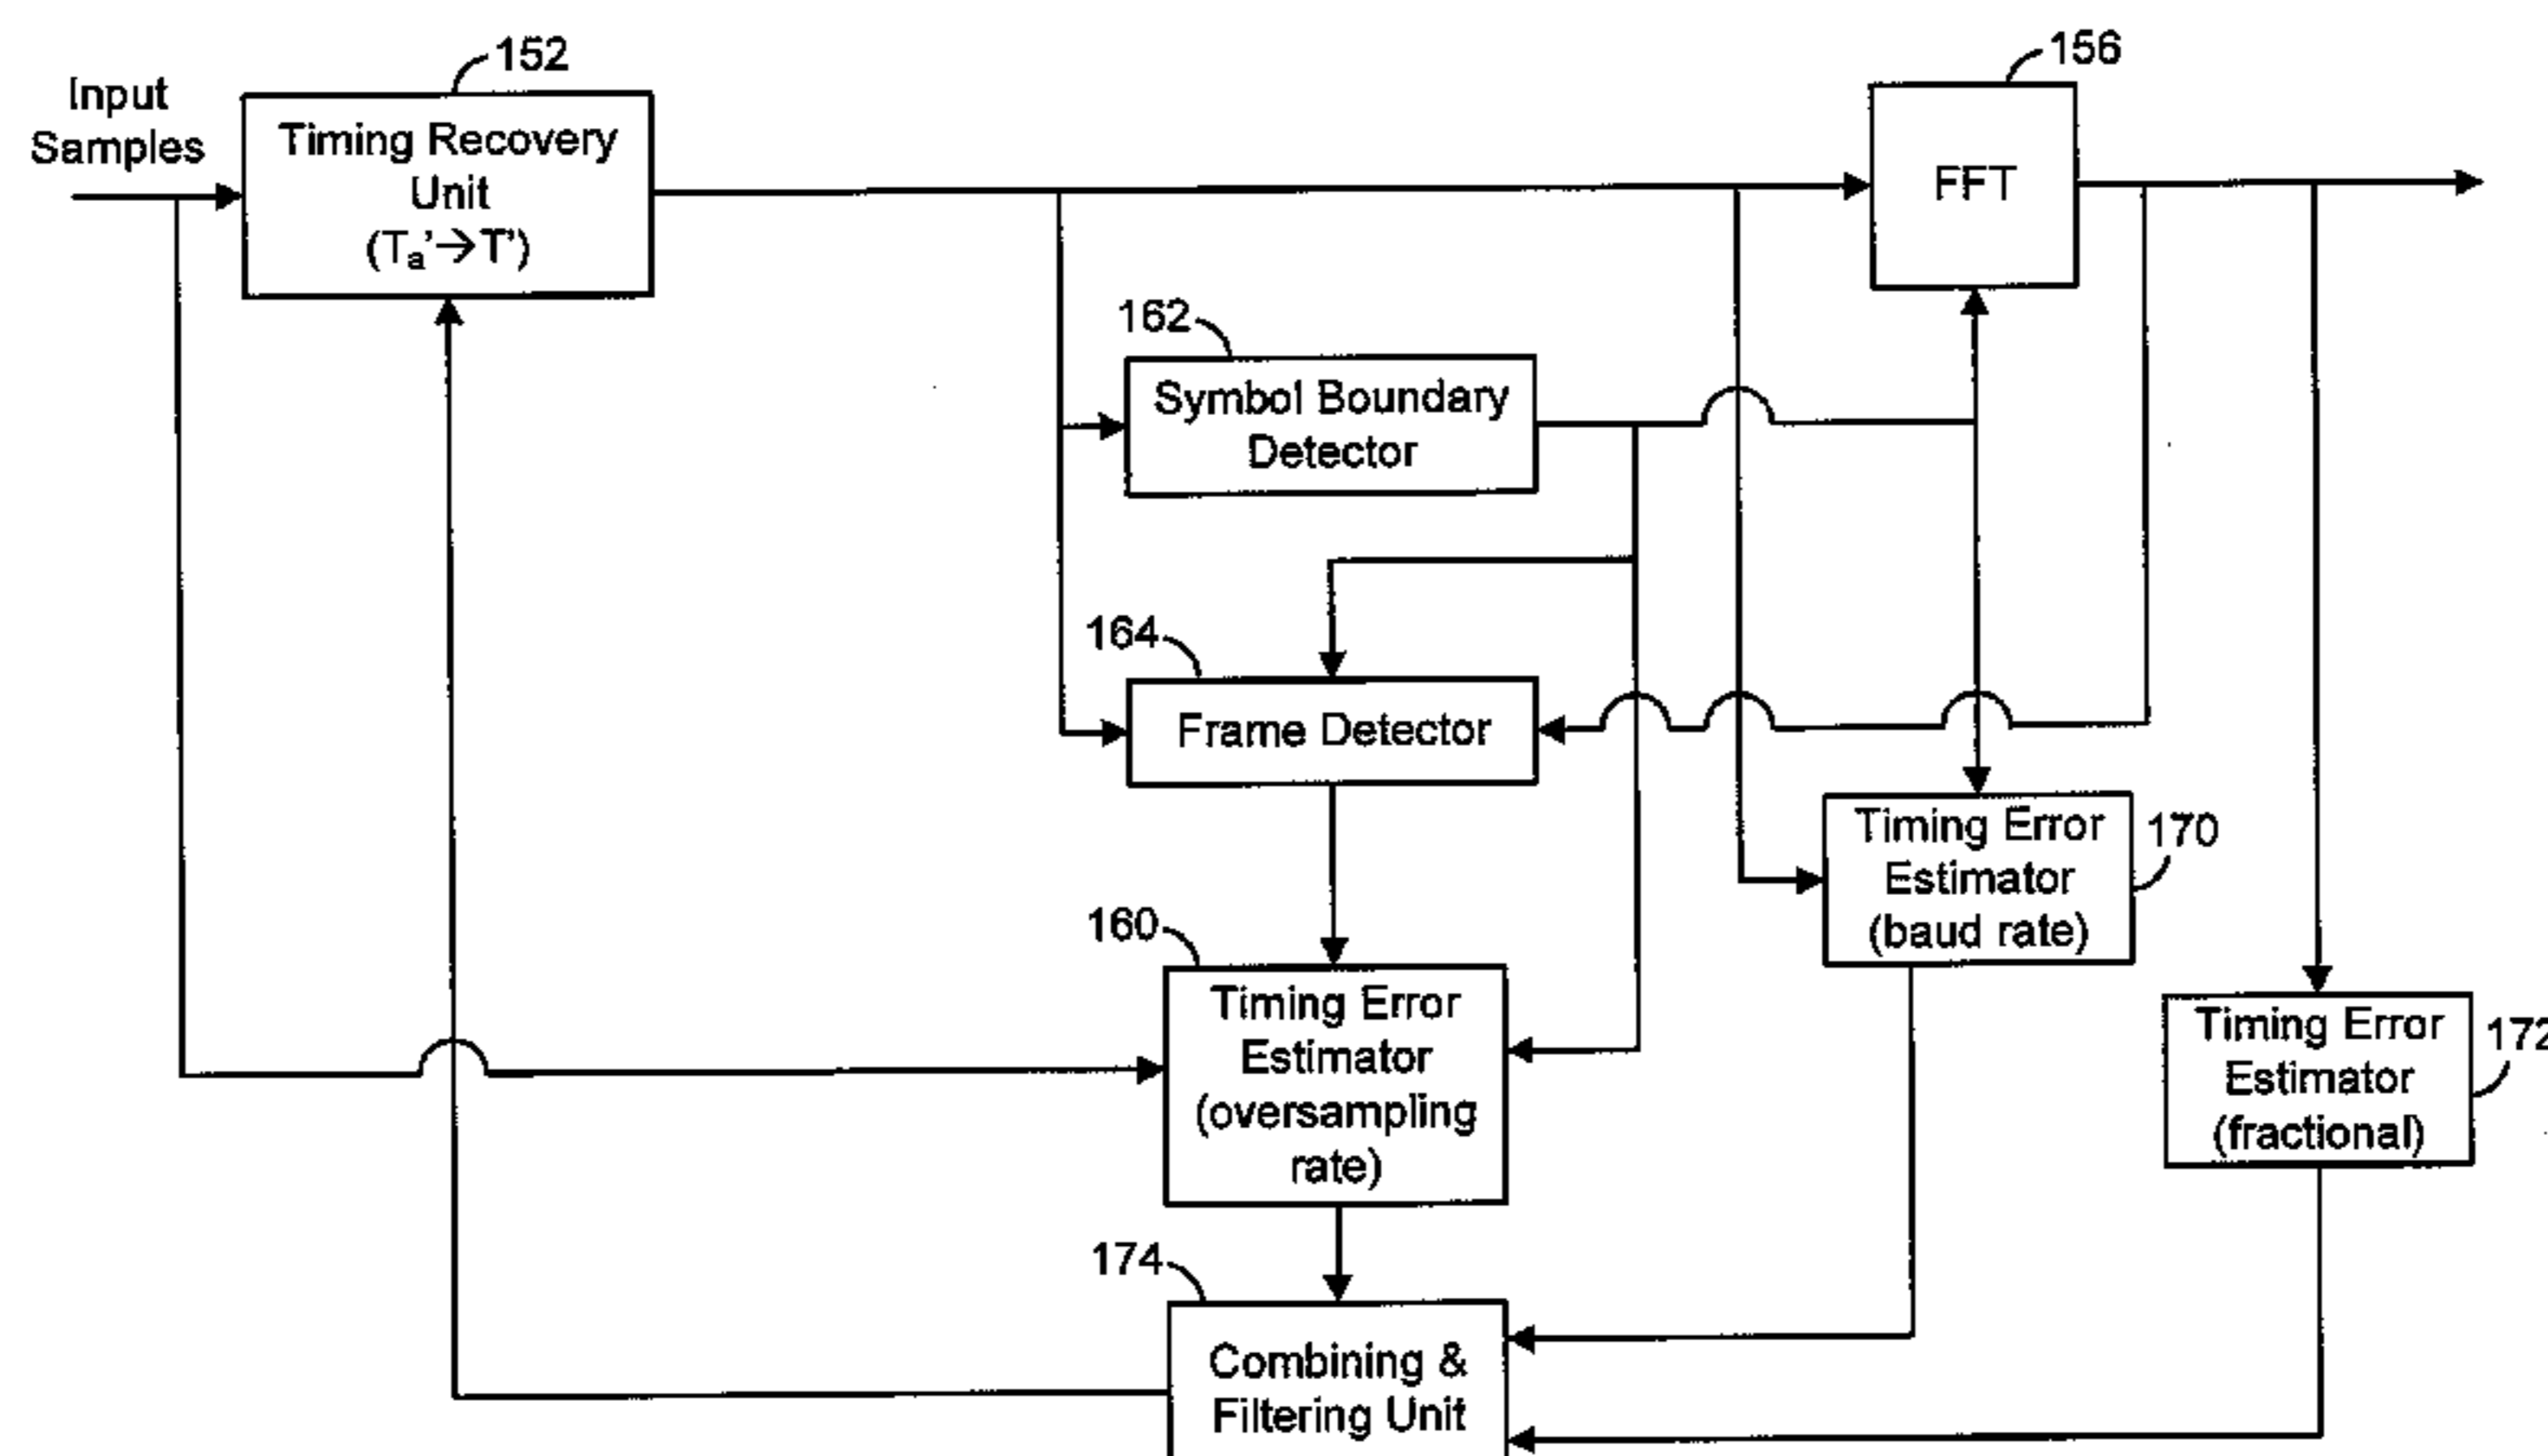 152
156
Input
Samples
Timing Recovery
Unit
(Ta'→T')
FFT
162
Symbol Boundary
Detector
164
Frame Detector
Timing Error
Estimator
(baud rate)
170
160
Timing Error
Estimator
(oversampling
rate)
Timing Error
Estimator
(fractional)
172
174
Combining &
Filtering Unit